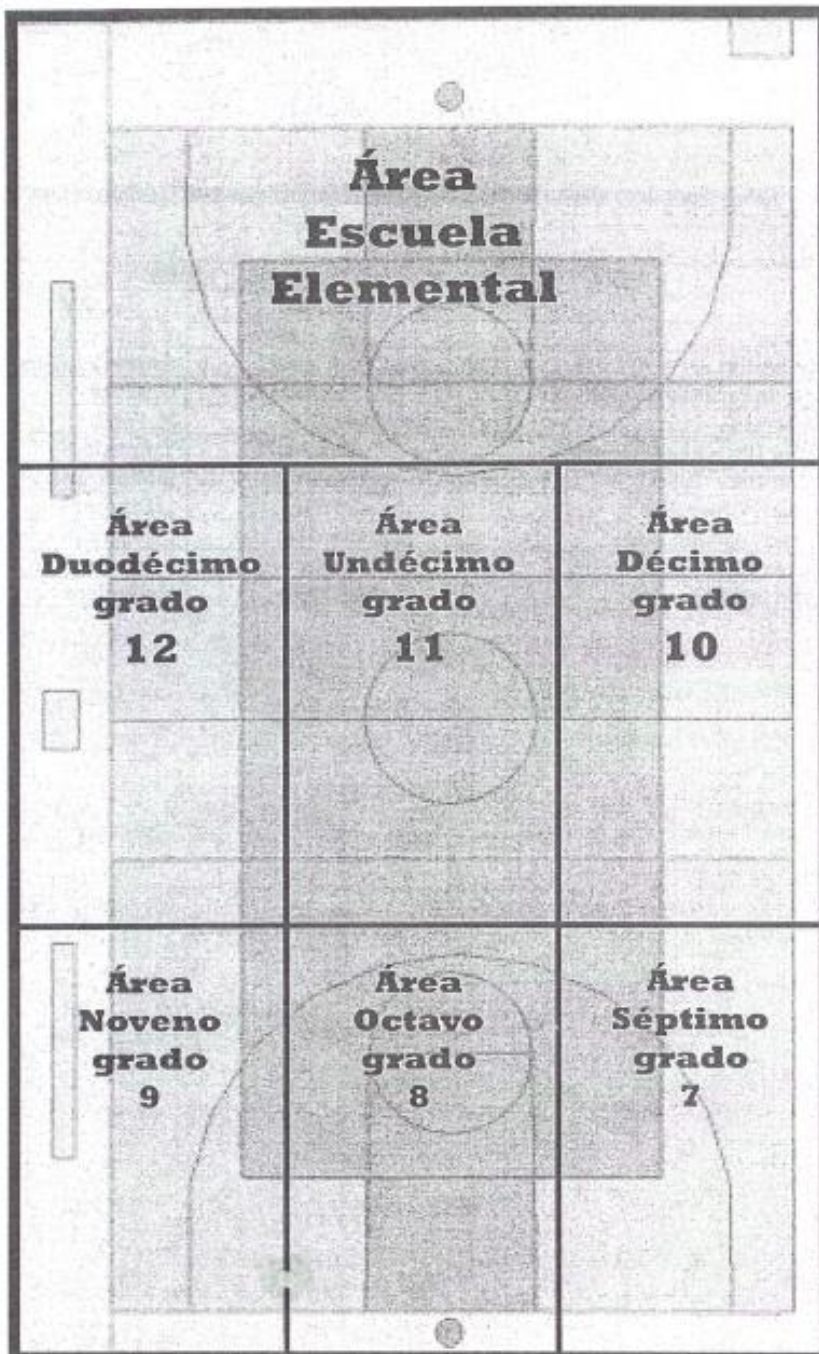 Área
Escuela
Elemental
Área
Duodécimo
grado
12
Área
Undécimo
grado
11
Área
Décimo
grado
10
Área
Noveno
grado
9
Área
Octavo
grado
8
Área
Séptimo
grado
7